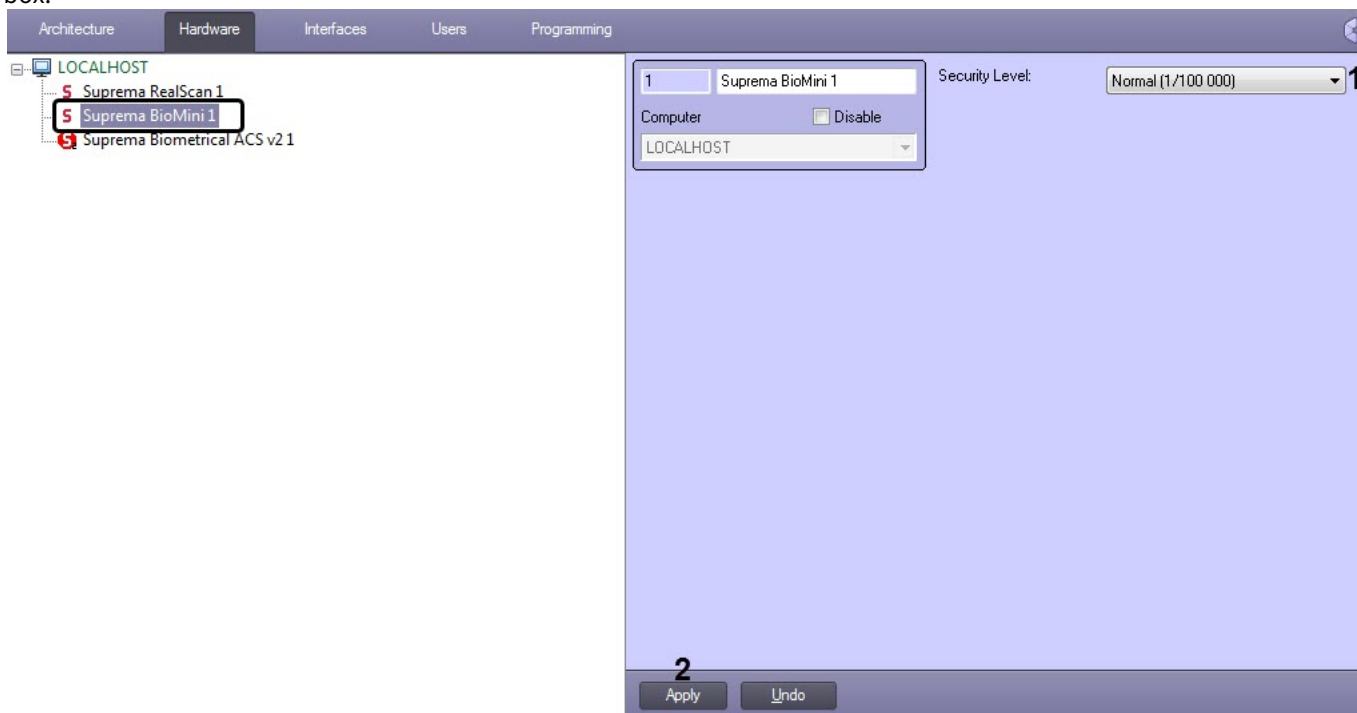 box.
Architecture Hardware Interfaces Users Programming
LOCALHOST
S Suprema RealScan 1
S Suprema BioMini 1
S Suprema Biometrical ACS v2 1
1 Suprema BioMini 1
Security Level: Normal (1/100 000) 1
Computer Disable
LOCALHOST
2
Apply Undo